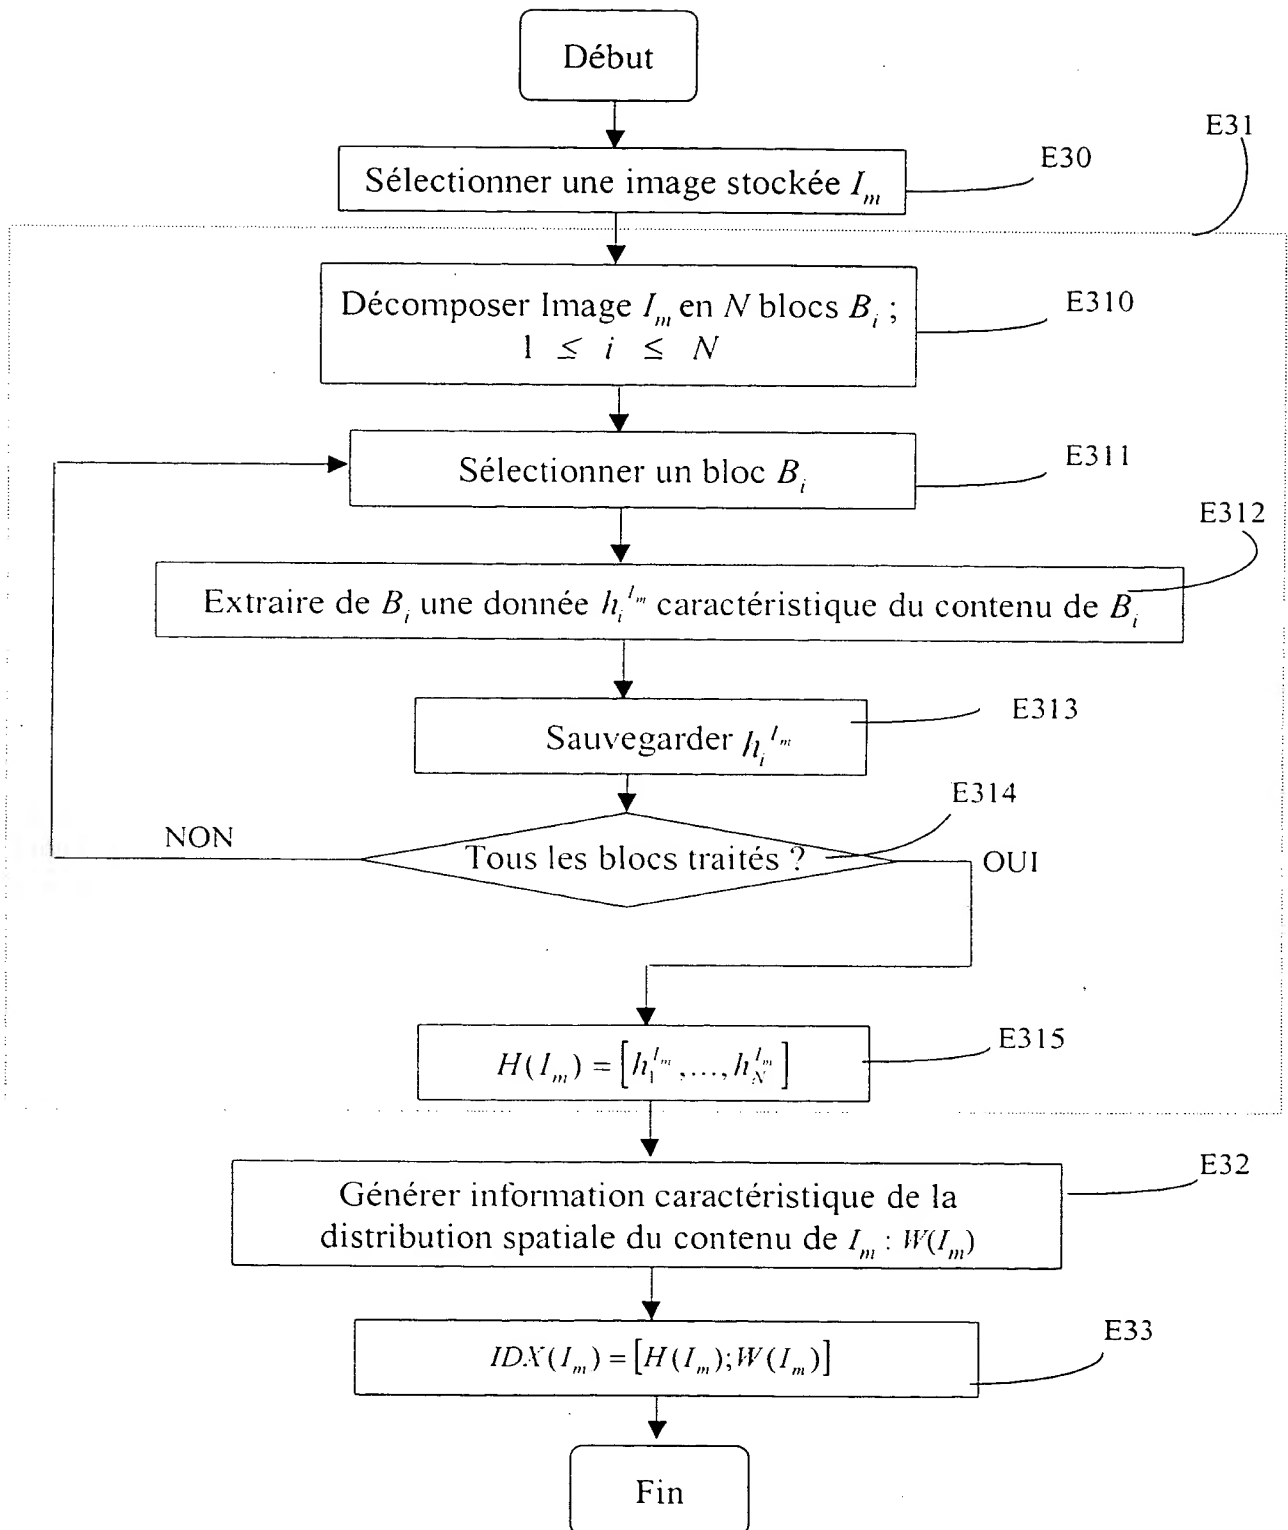 Début
E31
E30
Sélectionner une image stockée I_m
Décomposer Image I_m en N blocs B_i ;
1 ≤ i ≤ N
E310
Sélectionner un bloc B_i
E311
E312
Extraire de B_i une donnée h_i^{I_m} caractéristique du contenu de B_i
E313
Sauvegarder h_i^{I_m}
E314
NON
Tous les blocs traités ?
OUI
H(I_m) = [h_1^{I_m},...,h_N^{I_m}]
E315
E32
Générer information caractéristique de la
distribution spatiale du contenu de I_m : W(I_m)
E33
IDX(I_m) = [H(I_m);W(I_m)]
Fin